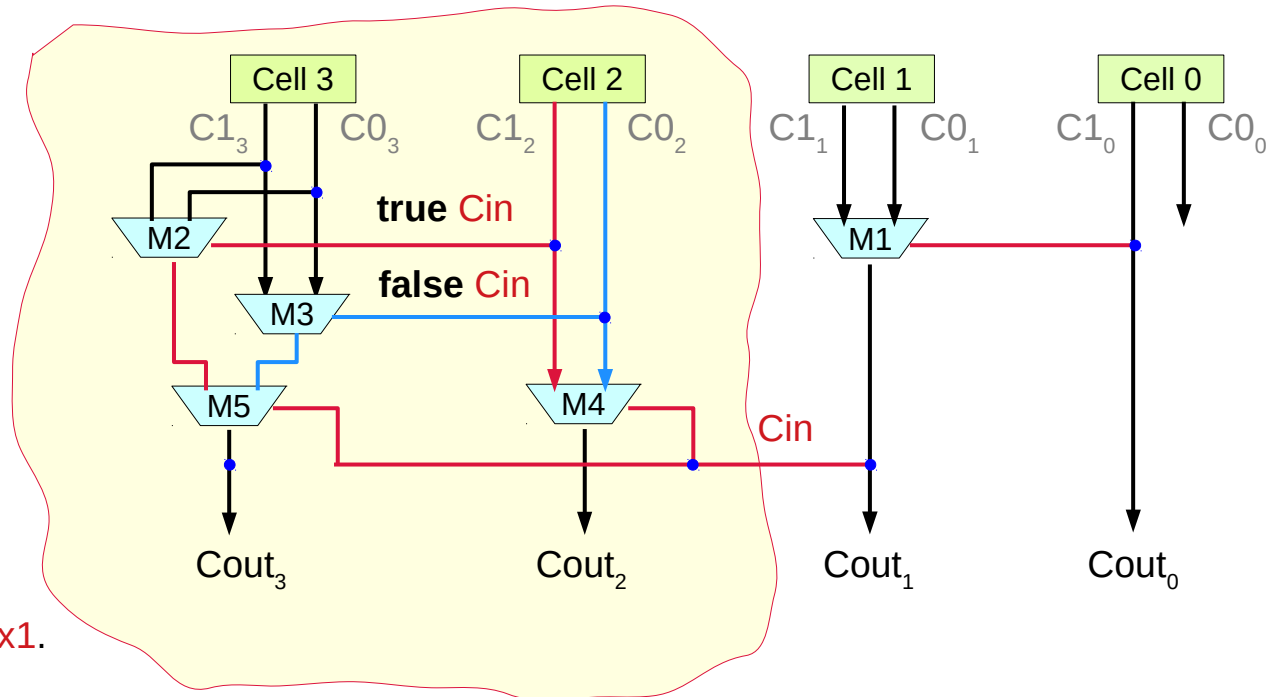 Cell 3 Cell 2 Cell 1 Cell 0
C1₃ C0₃ C1₂ C0₂ C1₁ C0₁ C1₀ C0₀
true Cin
M2 M1
false Cin
M3
M5 M4
Cin
Cout₃ Cout₂ Cout₁ Cout₀
x1.